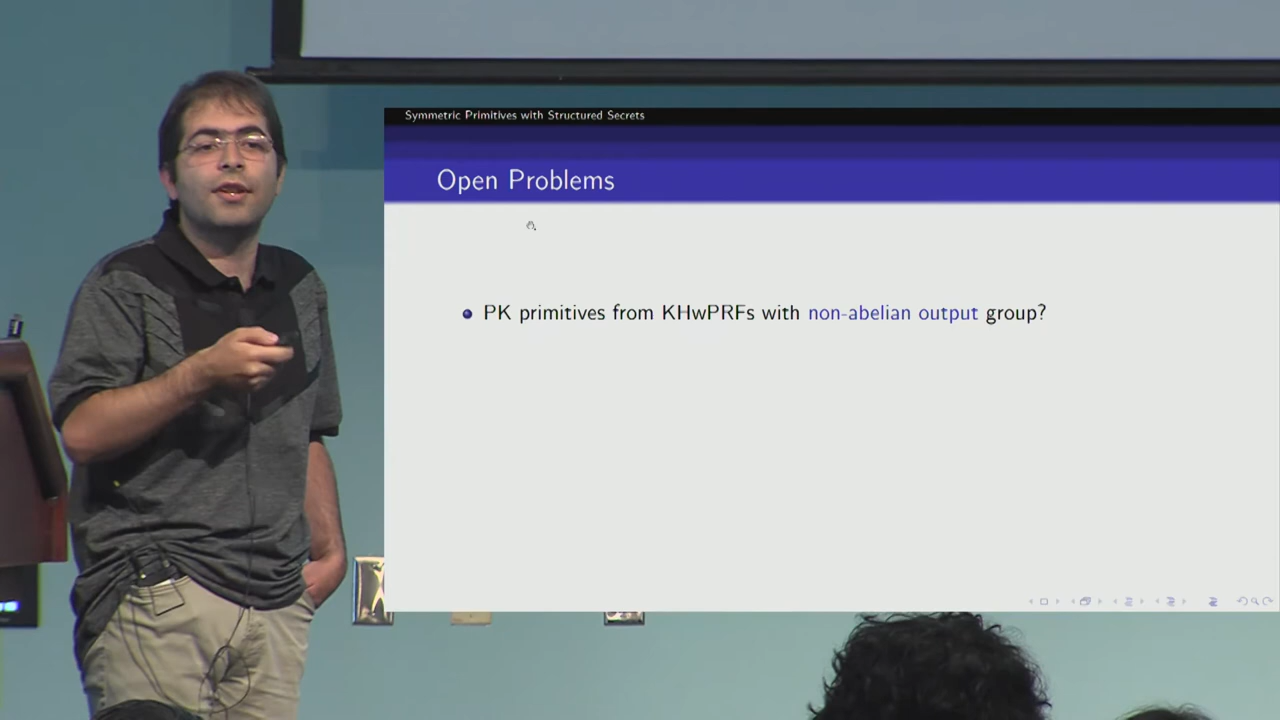 Symmetric Primitives with Structured Secrets
Open Problems
PK primitives from KHwPRFs with non-abelian output group?